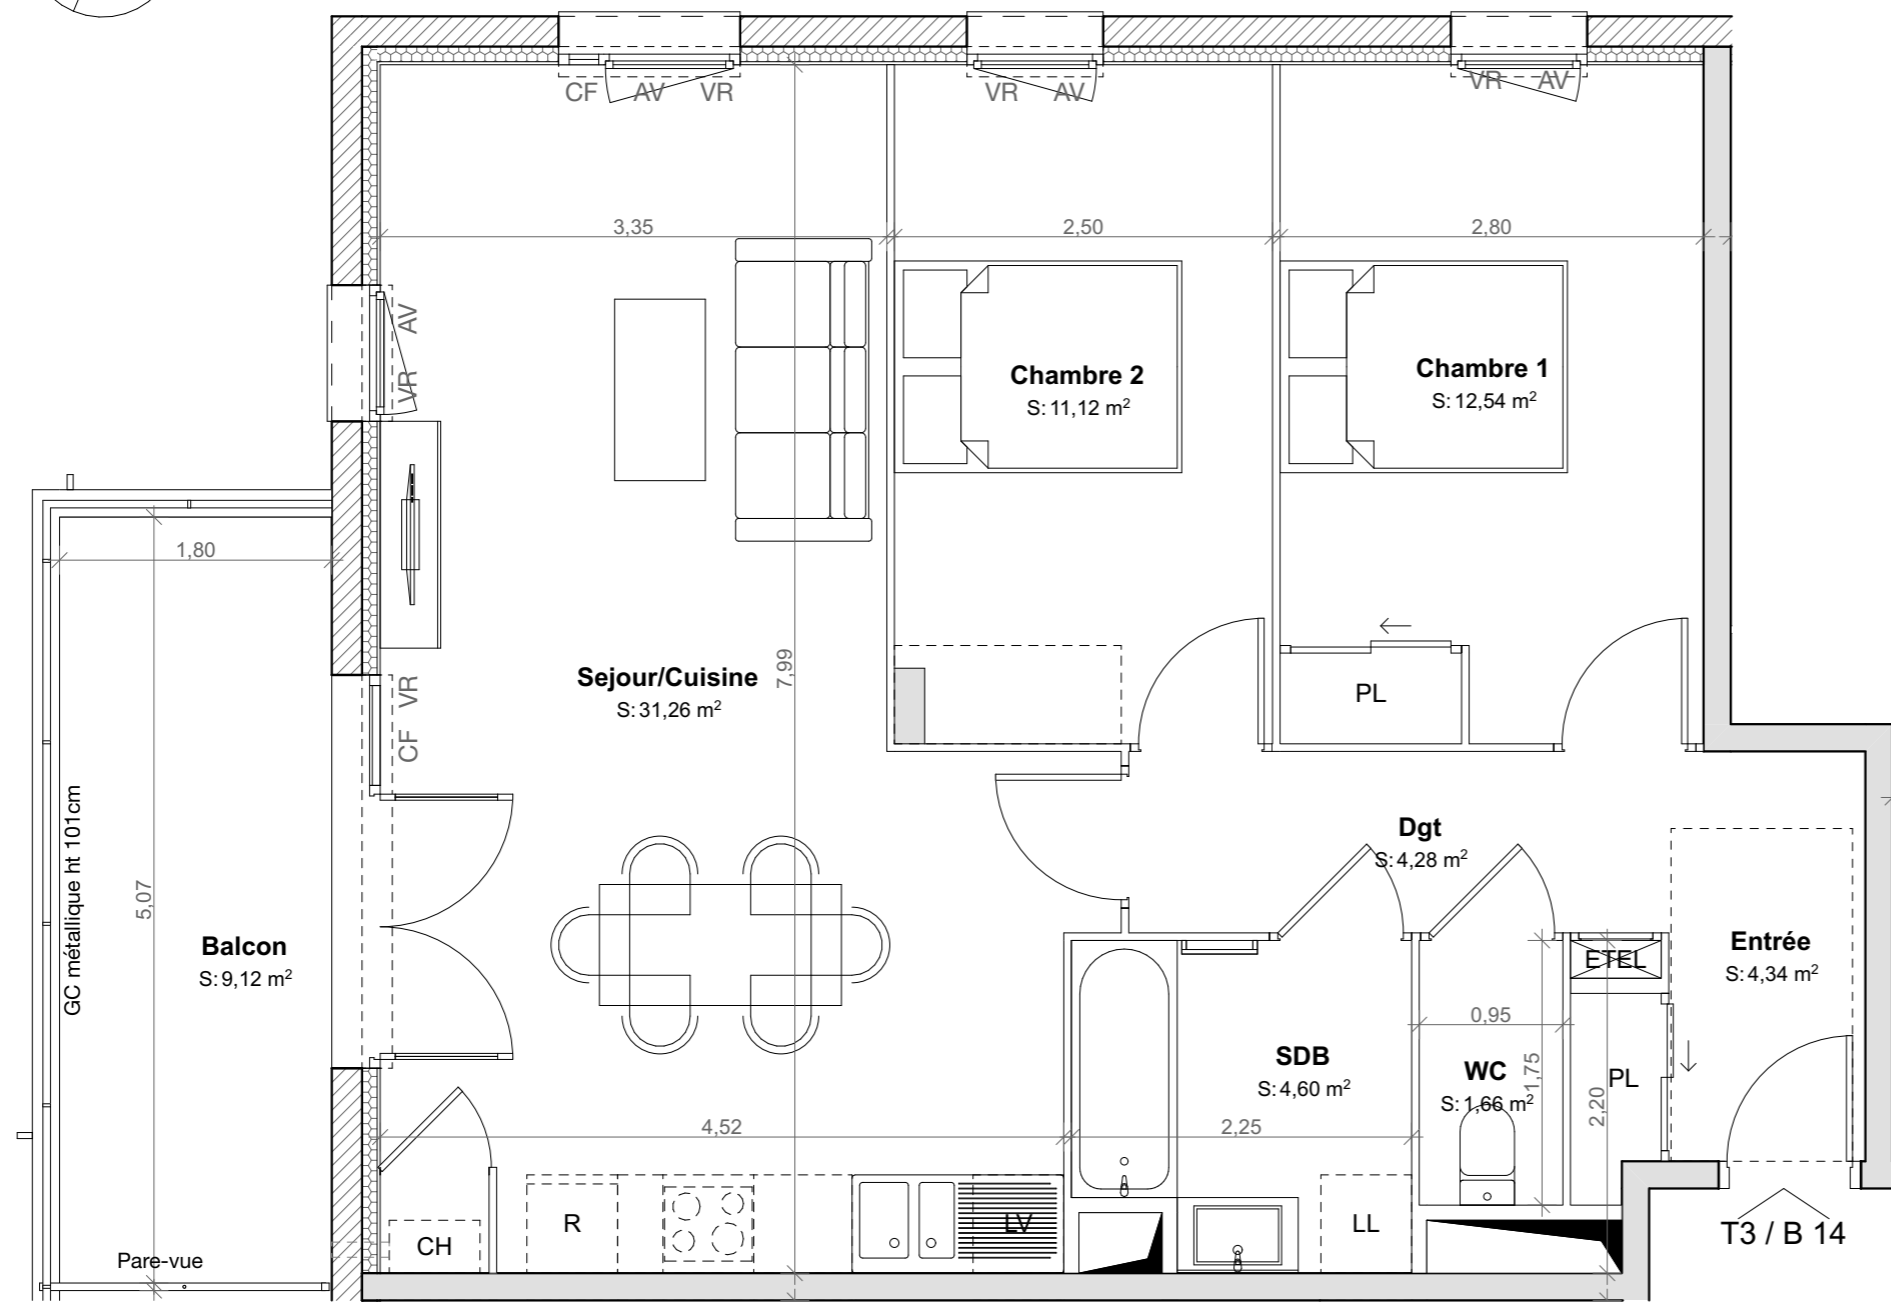 CF AV VR
VR AV
VR AV
3,35
2,50
2,80
AV
VR
Chambre 2
S: 11,12 m²
Chambre 1
S: 12,54 m²
1,80
Sejour/Cuisine
S: 31,26 m²
7,99
PL
VR
CF
GC métallique ht 101cm
5,07
Balcon
S: 9,12 m²
Dgt
S: 4,28 m²
ETEL
Entrée
S: 4,34 m²
0,95
SDB
S: 4,60 m²
WC
S: 1,66 m²
1,75
PL
2,20
4,52
2,25
CH
R
LV
LL
T3 / B 14
Pare-vue